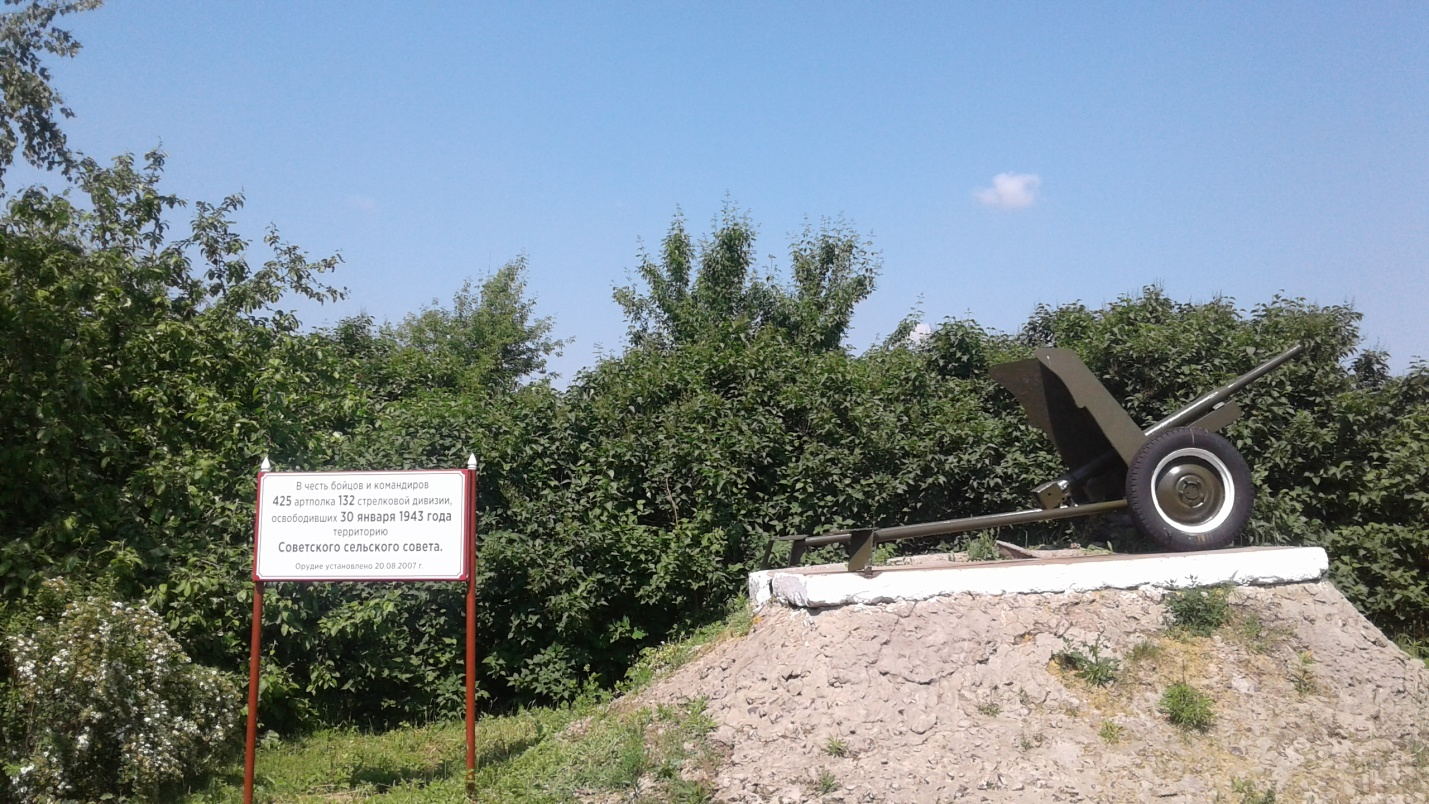 В честь бойцов и командиров
425 артполка 132 стрелковой дивизии,
освободивших 30 января 1943 года
территорию
Советского сельского совета.
Орудие установлено 20.08.2007 г.